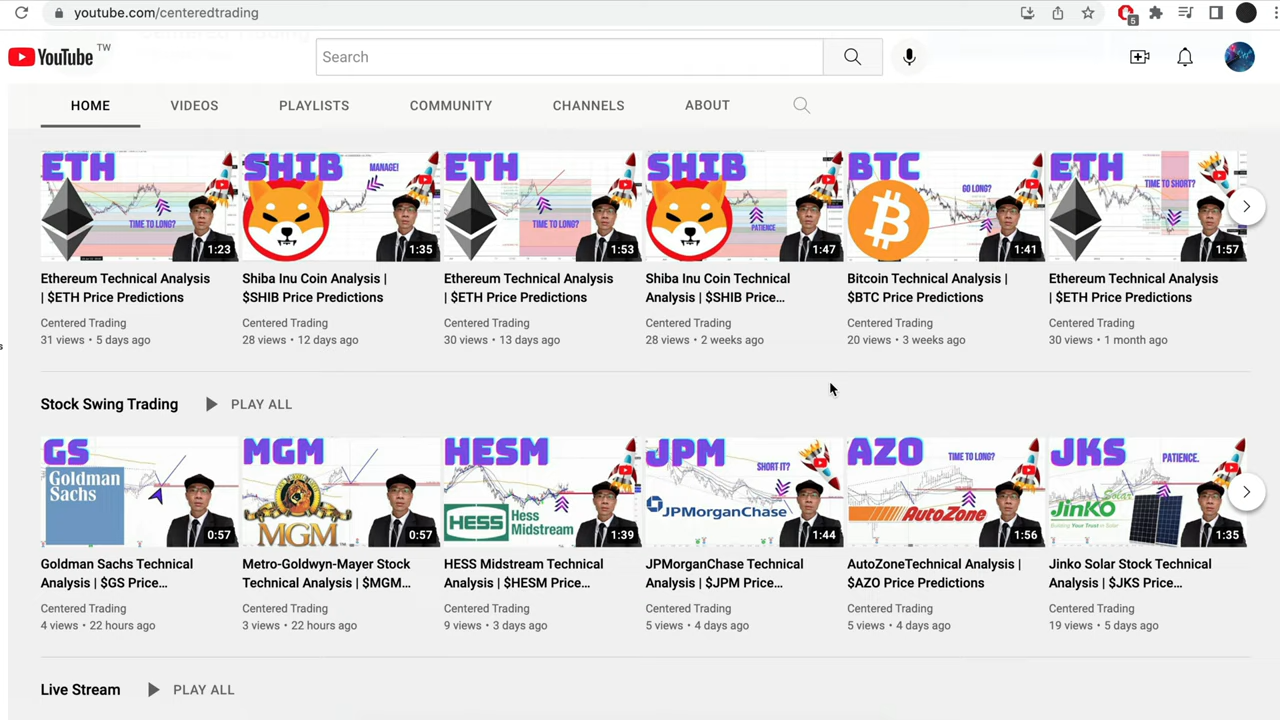 youtube.com/centeredtrading
5
YouTube TW
Search
HOME VIDEOS PLAYLISTS COMMUNITY CHANNELS ABOUT
ETH TIME TO LONG? 1:23
SHIB MANAGE! 1:35
ETH TIME TO LONG? 1:53
SHIB PATIENCE 1:47
BTC GO LONG? 1:41
ETH TIME TO SHORT? 1:57
Ethereum Technical Analysis
| $ETH Price Predictions
Centered Trading
31 views • 5 days ago
Shiba Inu Coin Analysis |
$SHIB Price Predictions
Centered Trading
28 views • 12 days ago
Ethereum Technical Analysis
| $ETH Price Predictions
Centered Trading
30 views • 13 days ago
Shiba Inu Coin Technical
Analysis | $SHIB Price…
Centered Trading
28 views • 2 weeks ago
Bitcoin Technical Analysis |
$BTC Price Predictions
Centered Trading
20 views • 3 weeks ago
Ethereum Technical Analysis
| $ETH Price Predictions
Centered Trading
30 views • 1 month ago
Stock Swing Trading PLAY ALL
GS
Goldman
Sachs
0:57
MGM
MGM
0:57
HESM
HESS Hess
Midstream
1:39
JPM
SHORT IT?
JPMorganChase
1:44
AZO
TIME TO LONG?
AutoZone
1:56
JKS
PATIENCE.
JinKO Solar
Building Your Trust in Solar
1:35
Goldman Sachs Technical
Analysis | $GS Price…
Centered Trading
4 views • 22 hours ago
Metro-Goldwyn-Mayer Stock
Technical Analysis | $MGM…
Centered Trading
3 views • 22 hours ago
HESS Midstream Technical
Analysis | $HESM Price…
Centered Trading
9 views • 3 days ago
JPMorganChase Technical
Analysis | $JPM Price…
Centered Trading
5 views • 4 days ago
AutoZoneTechnical Analysis |
$AZO Price Predictions
Centered Trading
5 views • 4 days ago
Jinko Solar Stock Technical
Analysis | $JKS Price…
Centered Trading
19 views • 5 days ago
Live Stream PLAY ALL